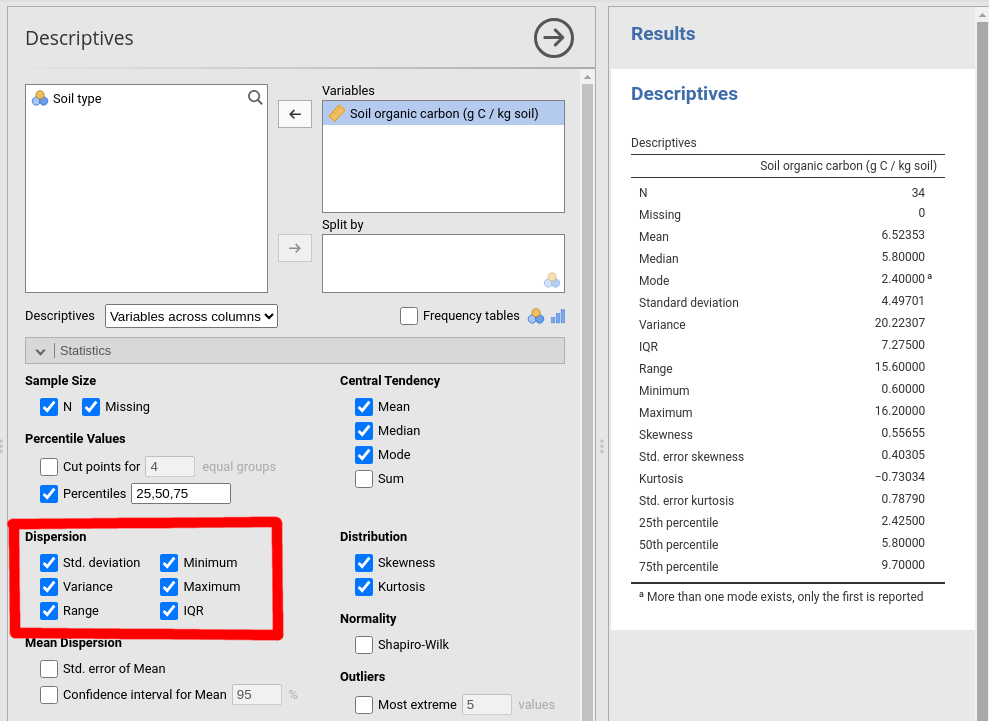 Descriptives
Soil type
Variables
Soil organic carbon (g C / kg soil)
Split by
Descriptives Variables across columns
Frequency tables
Statistics
Sample Size
N Missing
Percentile Values
Cut points for 4 equal groups
Percentiles 25,50,75
Dispersion
Std. deviation Minimum
Variance Maximum
Range IQR
Mean Dispersion
Std. error of Mean
Confidence interval for Mean 95 %
Central Tendency
Mean
Median
Mode
Sum
Distribution
Skewness
Kurtosis
Normality
Shapiro-Wilk
Outliers
Most extreme 5 values
Results
Descriptives
Descriptives
Soil organic carbon (g C / kg soil)
N 34
Missing 0
Mean 6.52353
Median 5.80000
Mode 2.40000 ª
Standard deviation 4.49701
Variance 20.22307
IQR 7.27500
Range 15.60000
Minimum 0.60000
Maximum 16.20000
Skewness 0.55655
Std. error skewness 0.40305
Kurtosis −0.73034
Std. error kurtosis 0.78790
25th percentile 2.42500
50th percentile 5.80000
75th percentile 9.70000
ª More than one mode exists, only the first is reported